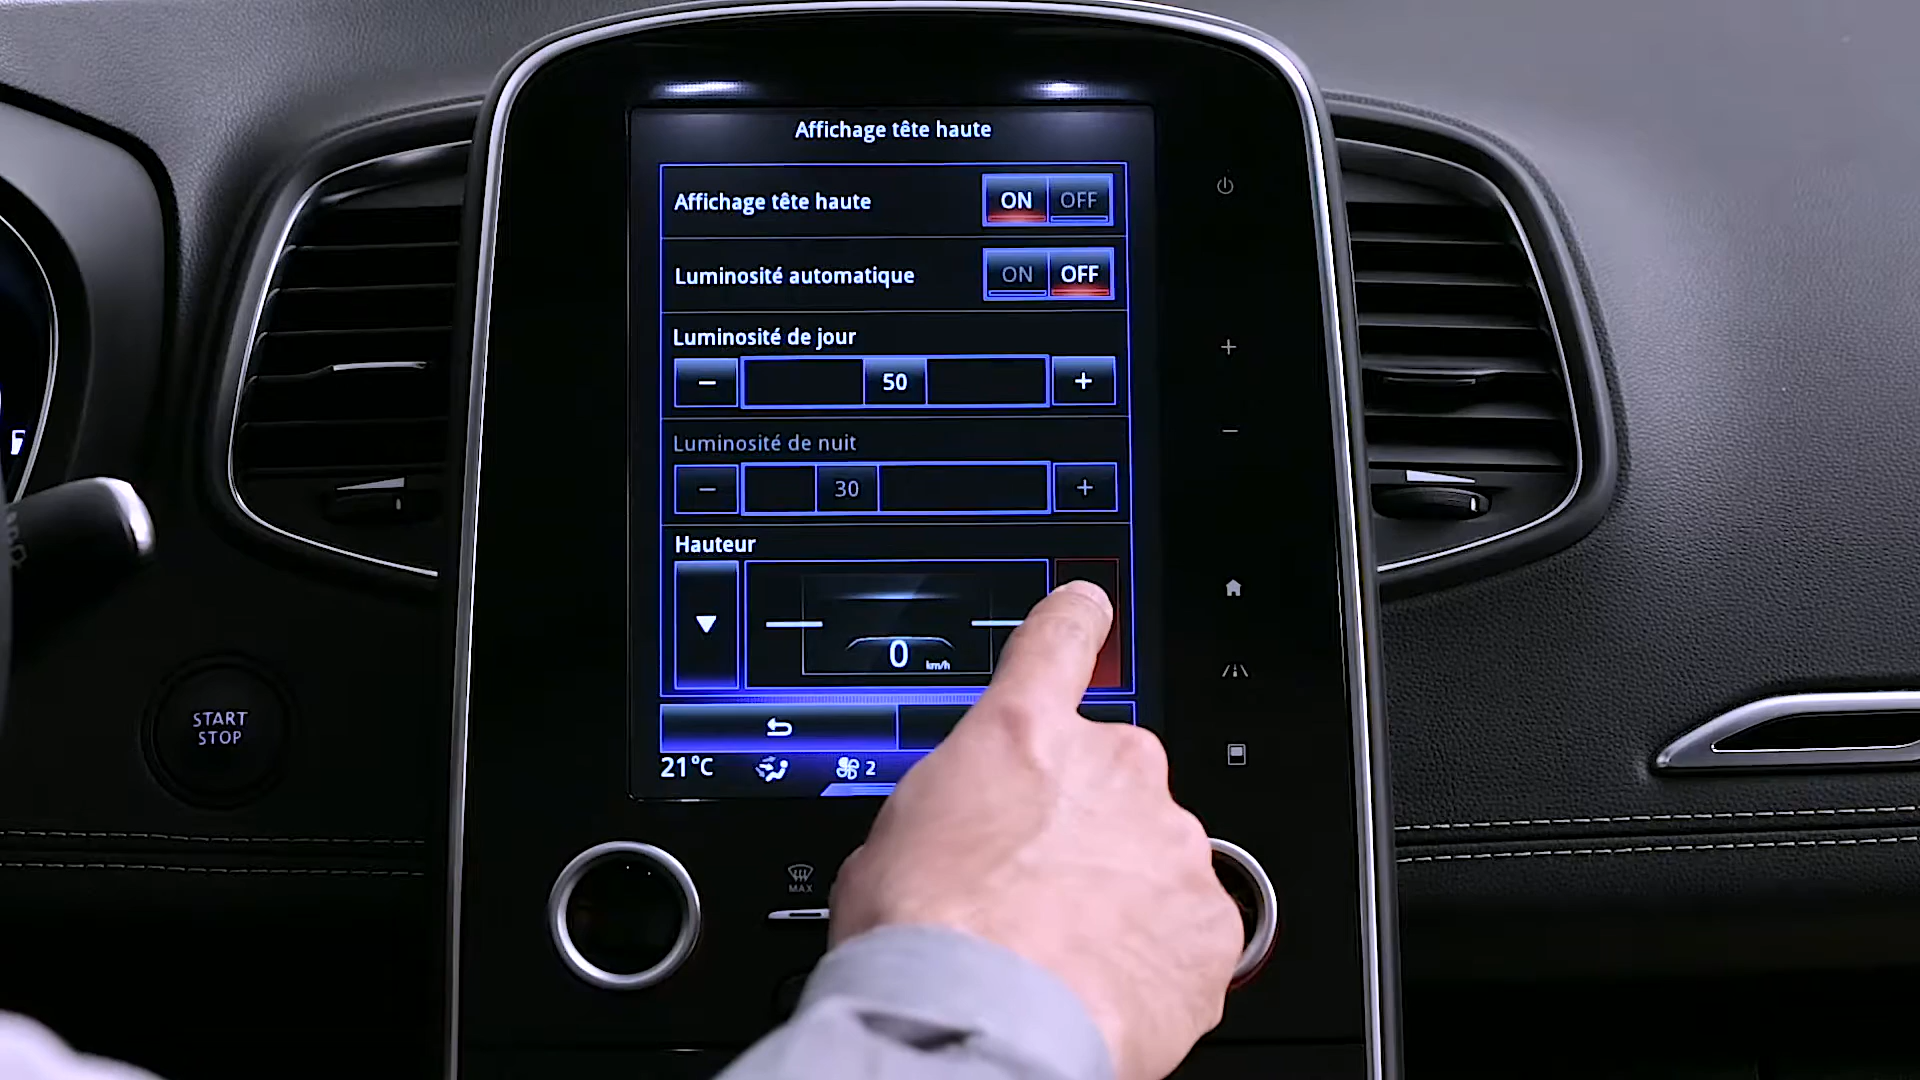 Affichage tête haute
Affichage tête haute ON OFF
Luminosité automatique ON OFF
Luminosité de jour
− 50 +
Luminosité de nuit
− 30 +
Hauteur
0 km/h
21°C 2
START
STOP
MAX
+
−